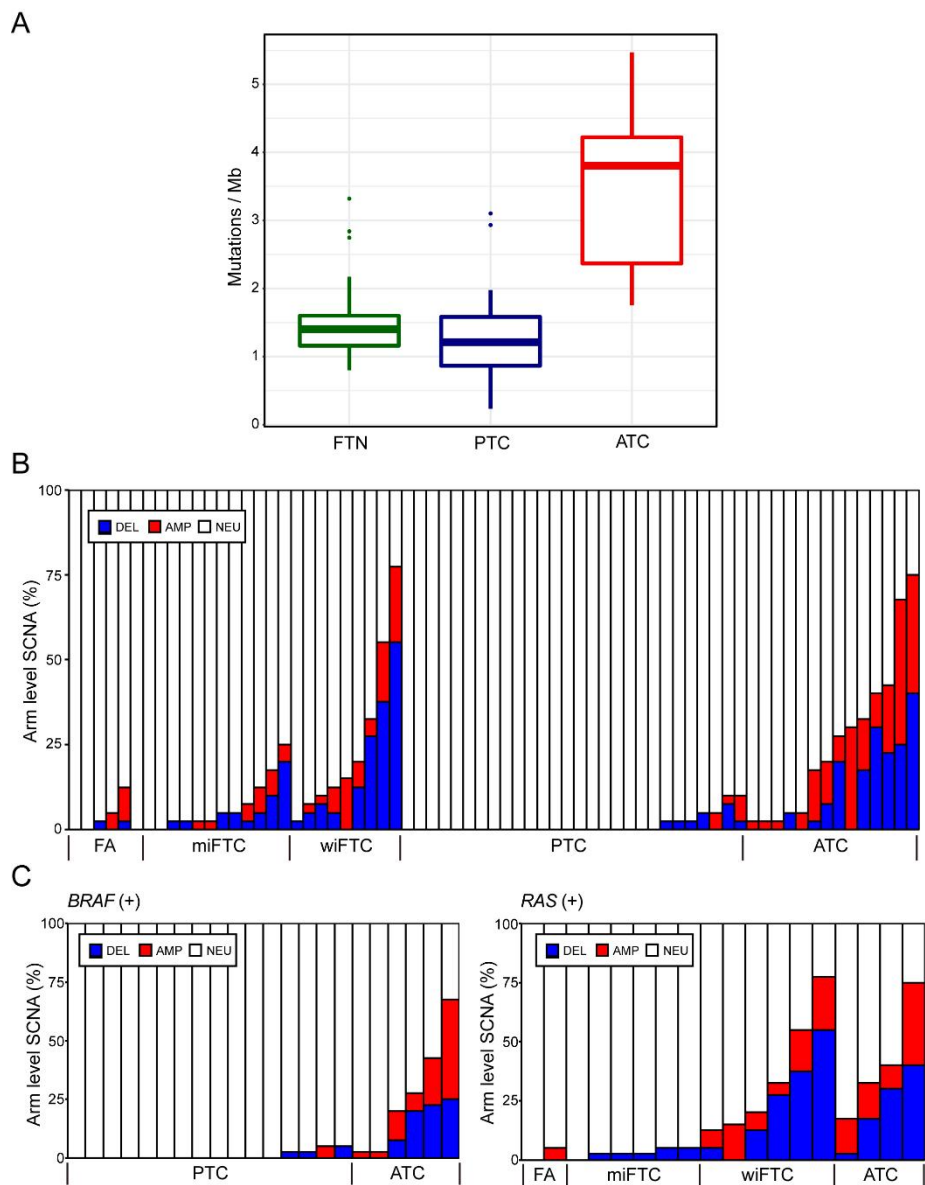 A
Mutations / Mb
5
4
3
2
1
0
FTN PTC ATC
B
Arm level SCNA (%)
100
75
50
25
0
DEL AMP NEU
FA miFTC wiFTC PTC ATC
C
BRAF (+)
Arm level SCNA (%)
100
75
50
25
0
DEL AMP NEU
PTC ATC
RAS (+)
Arm level SCNA (%)
100
75
50
25
0
DEL AMP NEU
FA miFTC wiFTC ATC